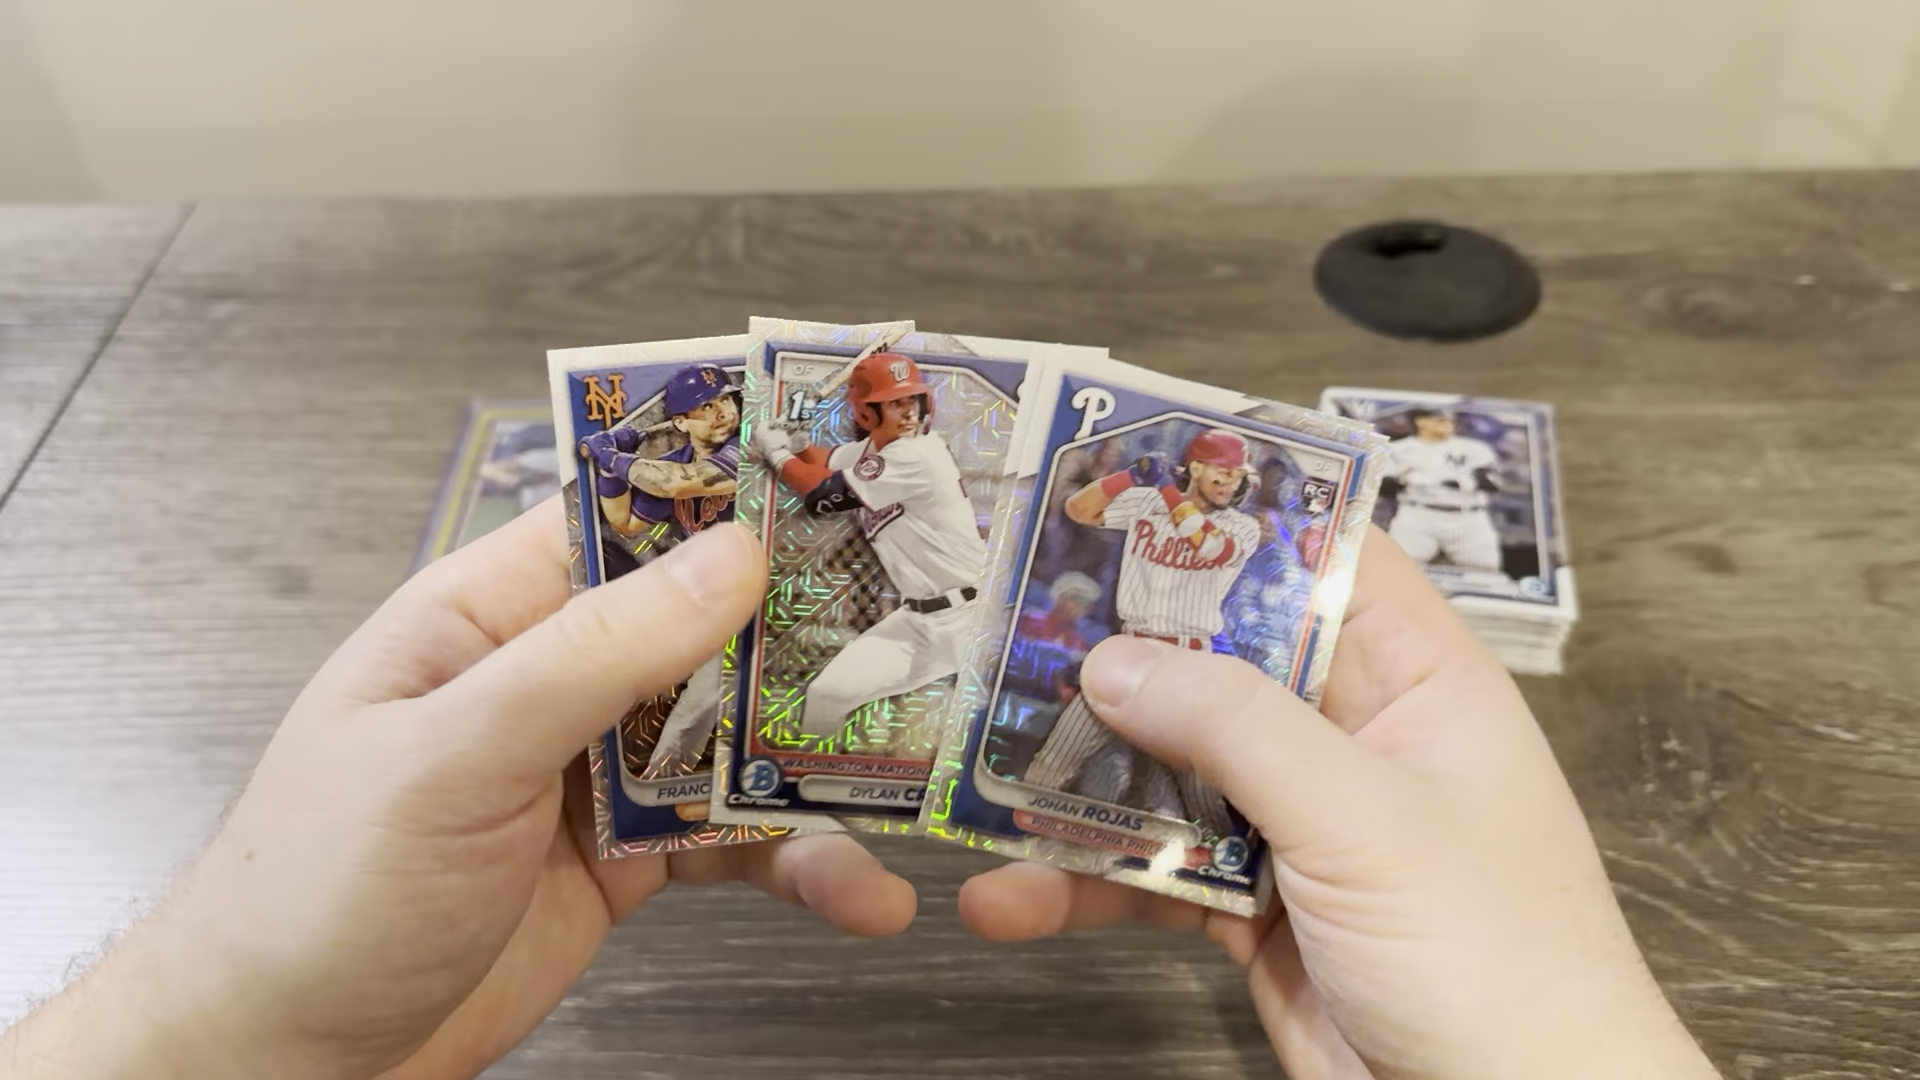 NY
FRANC
OF
1ST
W
WASHINGTON NATION
DYLAN CR
B
Chrome
P
OF
RC
Phillies
JOHAN ROJAS
PHILADELPHIA PHIL
B
Chrome